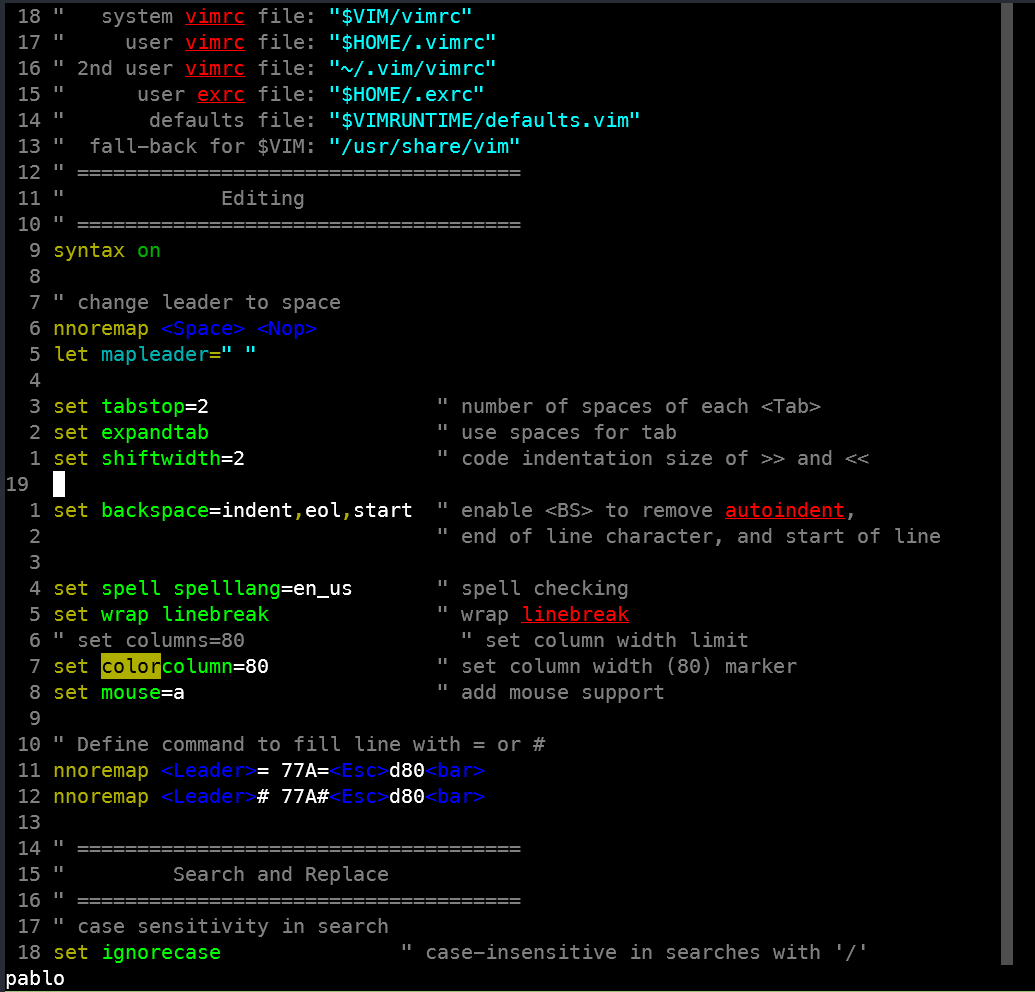 18 "   system vimrc file: "$VIM/vimrc"
17 "     user vimrc file: "$HOME/.vimrc"
16 " 2nd user vimrc file: "~/.vim/vimrc"
15 "      user exrc file: "$HOME/.exrc"
14 "       defaults file: "$VIMRUNTIME/defaults.vim"
13 "  fall-back for $VIM: "/usr/share/vim"
12 " =====================================
11 "             Editing
10 " =====================================
 9 syntax on
 8
 7 " change leader to space
 6 nnoremap <Space> <Nop>
 5 let mapleader=" "
 4
 3 set tabstop=2                   " number of spaces of each <Tab>
 2 set expandtab                   " use spaces for tab
 1 set shiftwidth=2                " code indentation size of >> and <<
19
 1 set backspace=indent,eol,start  " enable <BS> to remove autoindent,
 2                                 " end of line character, and start of line
 3
 4 set spell spelllang=en_us       " spell checking
 5 set wrap linebreak              " wrap linebreak
 6 " set columns=80                  " set column width limit
 7 set colorcolumn=80              " set column width (80) marker
 8 set mouse=a                     " add mouse support
 9
10 " Define command to fill line with = or #
11 nnoremap <Leader>= 77A=<Esc>d80<bar>
12 nnoremap <Leader># 77A#<Esc>d80<bar>
13
14 " =====================================
15 "         Search and Replace
16 " =====================================
17 " case sensitivity in search
18 set ignorecase               " case-insensitive in searches with '/'
pablo